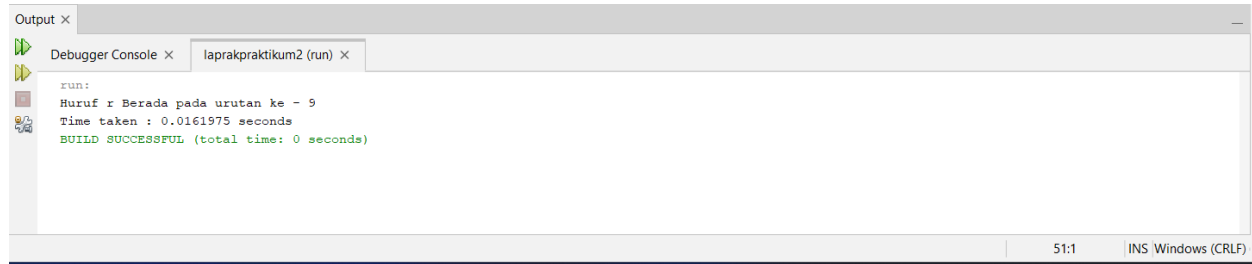 Output ×
Debugger Console × laprakpraktikum2 (run) ×
run:
Huruf r Berada pada urutan ke - 9
Time taken : 0.0161975 seconds
BUILD SUCCESSFUL (total time: 0 seconds)
51:1 INS Windows (CRLF)